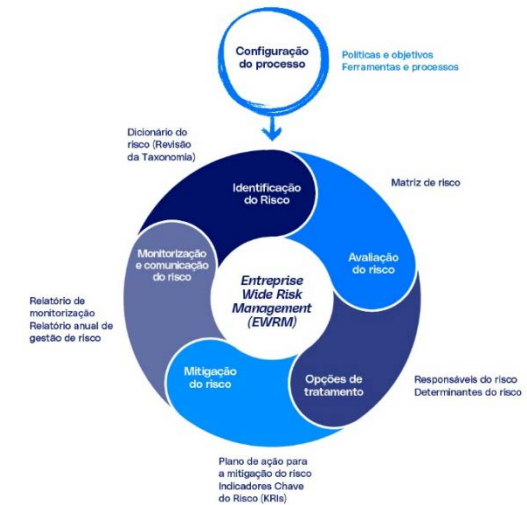 Configuração
do processo
Políticas e objetivos
Ferramentas e processos
Dicionário do
risco (Revisão
da Taxonomia)
Identificação
do Risco
Matriz de risco
Avaliação
do risco
Monitorização
e comunicação
do risco
Entreprise
Wide Risk
Management
(EWRM)
Relatório de
monitorização
Relatório anual de
gestão de risco
Mitigação
do risco
Opções de
tratamento
Responsáveis do risco
Determinantes do risco
Plano de ação para
a mitigação do risco
Indicadores Chave
do Risco (KRIs)